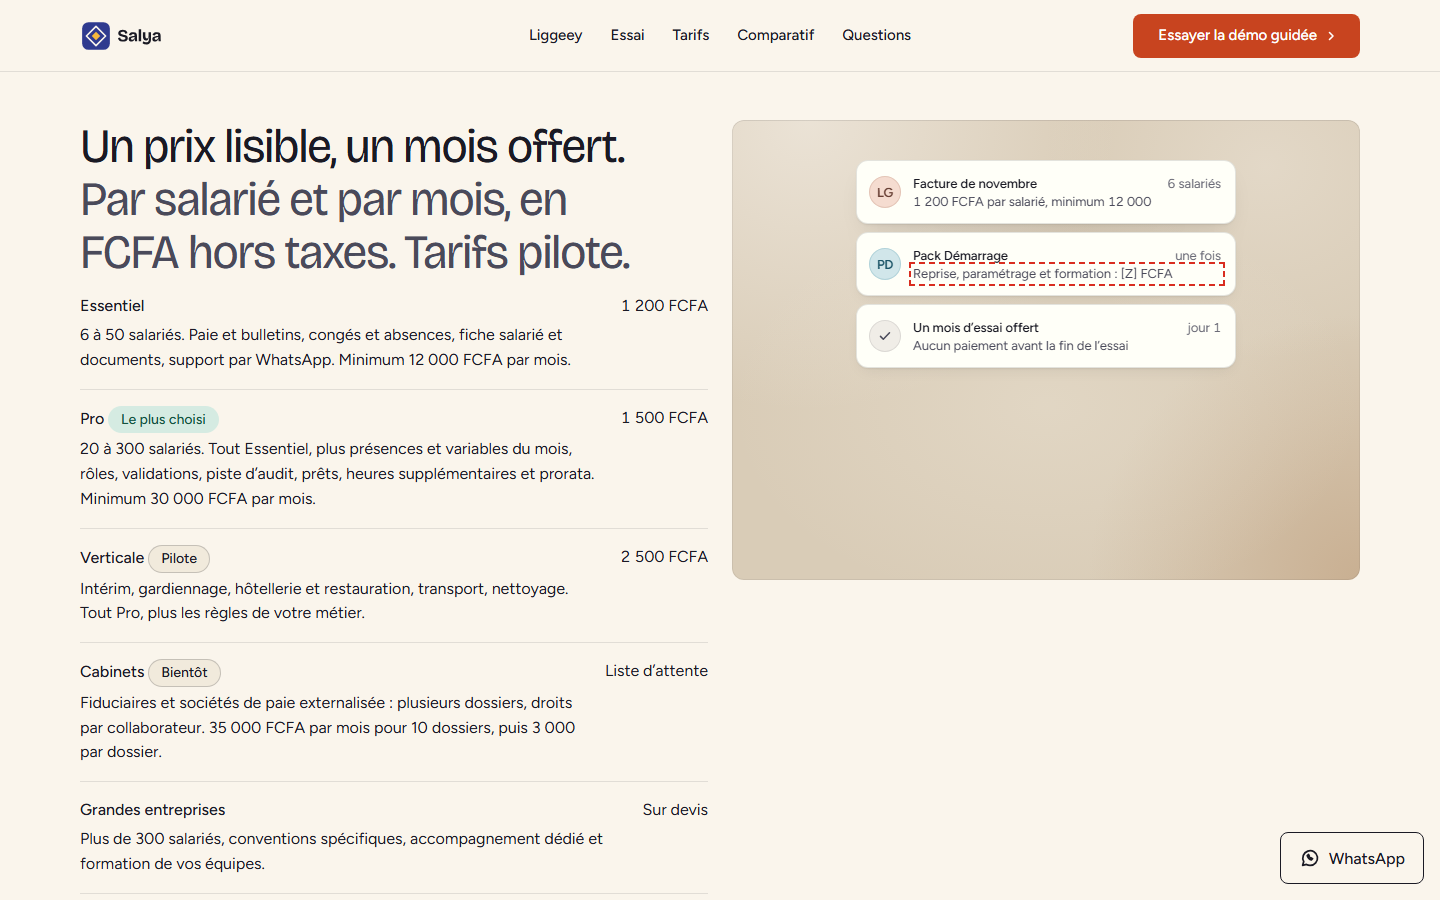 Salya
Liggeey
Essai
Tarifs
Comparatif
Questions
Essayer la démo guidée
Un prix lisible, un mois offert.
Par salarié et par mois, en
FCFA hors taxes. Tarifs pilote.
Essentiel
1 200 FCFA
6 à 50 salariés. Paie et bulletins, congés et absences, fiche salarié et
documents, support par WhatsApp. Minimum 12 000 FCFA par mois.
Pro
Le plus choisi
1 500 FCFA
20 à 300 salariés. Tout Essentiel, plus présences et variables du mois,
rôles, validations, piste d’audit, prêts, heures supplémentaires et prorata.
Minimum 30 000 FCFA par mois.
Verticale
Pilote
2 500 FCFA
Intérim, gardiennage, hôtellerie et restauration, transport, nettoyage.
Tout Pro, plus les règles de votre métier.
Cabinets
Bientôt
Liste d’attente
Fiduciaires et sociétés de paie externalisée : plusieurs dossiers, droits
par collaborateur. 35 000 FCFA par mois pour 10 dossiers, puis 3 000
par dossier.
Grandes entreprises
Sur devis
Plus de 300 salariés, conventions spécifiques, accompagnement dédié et
formation de vos équipes.
LG
Facture de novembre
6 salariés
1 200 FCFA par salarié, minimum 12 000
PD
Pack Démarrage
une fois
Reprise, paramétrage et formation : [Z] FCFA
Un mois d’essai offert
jour 1
Aucun paiement avant la fin de l’essai
WhatsApp